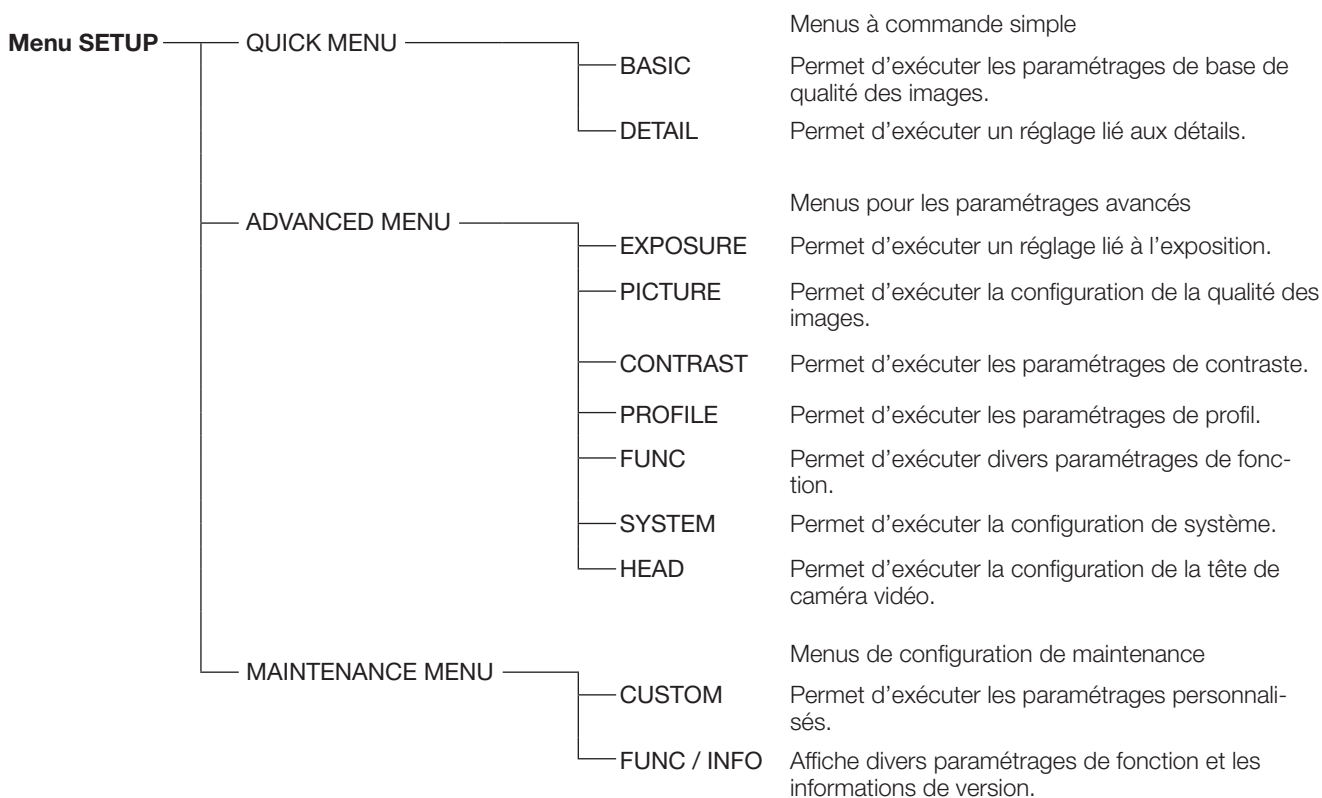 Menus à commande simple
Menu SETUP QUICK MENU
BASIC Permet d'exécuter les paramétrages de base de
qualité des images.
DETAIL Permet d'exécuter un réglage lié aux détails.
Menus pour les paramétrages avancés
ADVANCED MENU
EXPOSURE Permet d'exécuter un réglage lié à l'exposition.
PICTURE Permet d'exécuter la configuration de la qualité des
images.
CONTRAST Permet d'exécuter les paramétrages de contraste.
PROFILE Permet d'exécuter les paramétrages de profil.
FUNC Permet d'exécuter divers paramétrages de fonc-
tion.
SYSTEM Permet d'exécuter la configuration de système.
HEAD Permet d'exécuter la configuration de la tête de
caméra vidéo.
Menus de configuration de maintenance
MAINTENANCE MENU
CUSTOM Permet d'exécuter les paramétrages personnali-
sés.
FUNC / INFO Affiche divers paramétrages de fonction et les
informations de version.